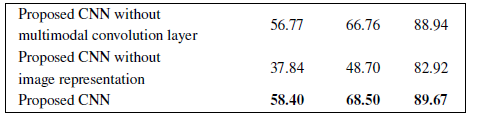 Proposed CNN without
multimodal convolution layer 56.77 66.76 88.94
Proposed CNN without
image representation 37.84 48.70 82.92
Proposed CNN 58.40 68.50 89.67